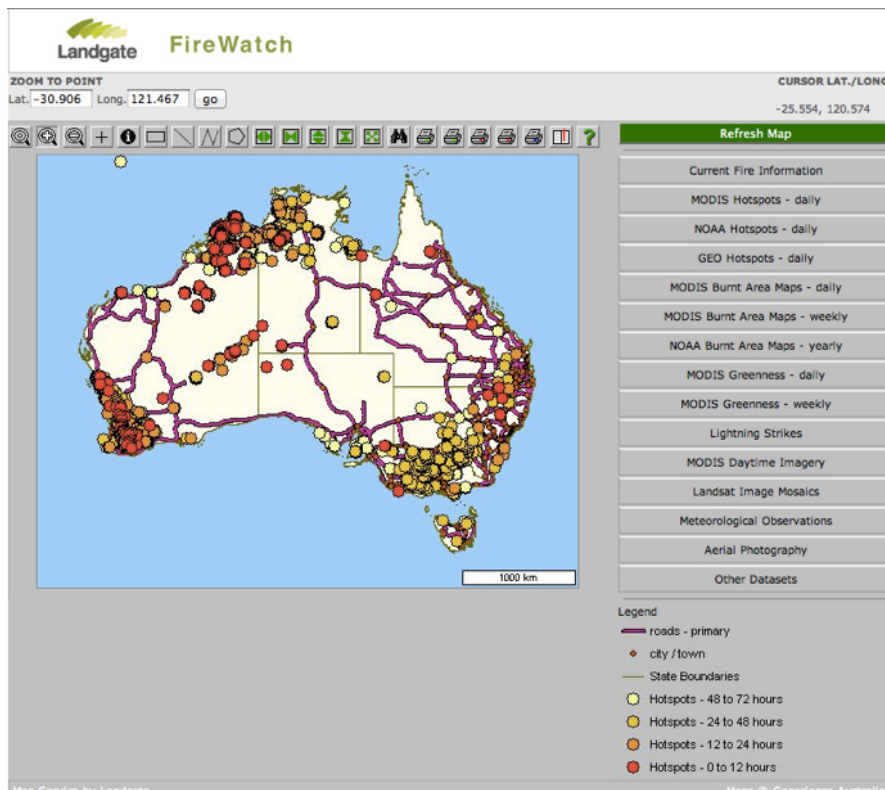 Landgate
FireWatch
ZOOM TO POINT
Lat. -30.906 Long. 121.467 go
CURSOR LAT./LONG
-25.554, 120.574
Refresh Map
Current Fire Information
MODIS Hotspots - daily
NOAA Hotspots - daily
GEO Hotspots - daily
MODIS Burnt Area Maps - daily
MODIS Burnt Area Maps - weekly
NOAA Burnt Area Maps - yearly
MODIS Greenness - daily
MODIS Greenness - weekly
Lightning Strikes
MODIS Daytime Imagery
Landsat Image Mosaics
Meteorological Observations
Aerial Photography
Other Datasets
1000 km
Legend
roads - primary
city / town
State Boundaries
Hotspots - 48 to 72 hours
Hotspots - 24 to 48 hours
Hotspots - 12 to 24 hours
Hotspots - 0 to 12 hours